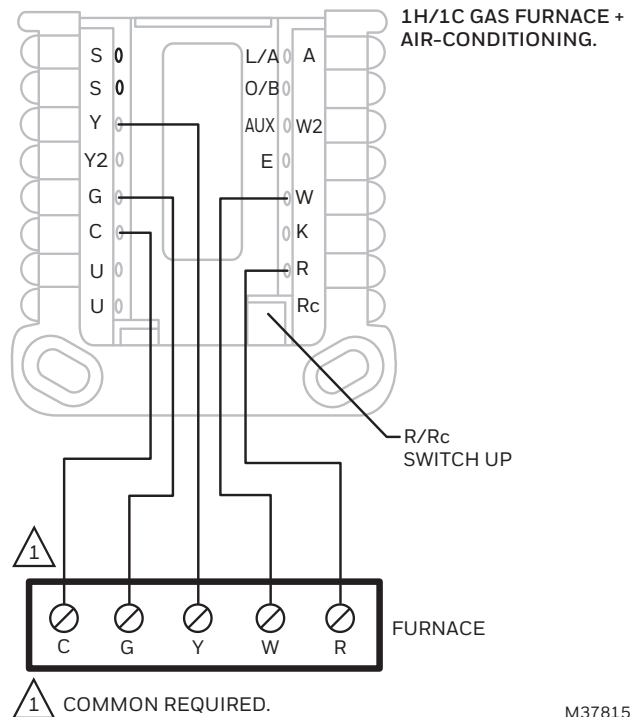 1H/1C GAS FURNACE +
AIR-CONDITIONING.
S L/A A
S O/B
Y AUX W2
Y2 E
G W
C K
U R
U Rc
R/Rc
SWITCH UP
1
FURNACE
C G Y W R
1 COMMON REQUIRED.
M37815